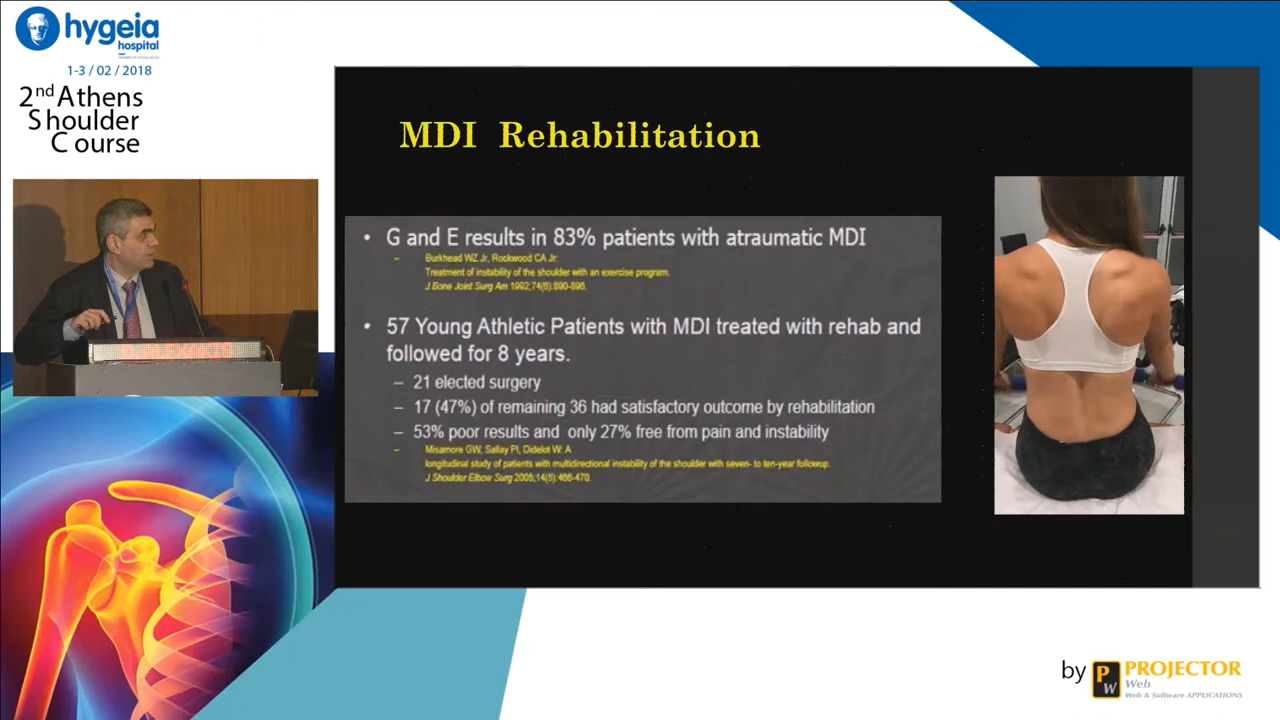 hygeia
hospital
1-3 / 02 / 2018
2nd Athens
Shoulder
Course
MDI Rehabilitation
• G and E results in 83% patients with atraumatic MDI
– Burkhead WZ Jr, Rockwood CA Jr:
Treatment of instability of the shoulder with an exercise program.
J Bone Joint Surg Am 1992;74(6):890-896.
• 57 Young Athletic Patients with MDI treated with rehab and
followed for 8 years.
– 21 elected surgery
– 17 (47%) of remaining 36 had satisfactory outcome by rehabilitation
– 53% poor results and only 27% free from pain and instability
– Misamore GW, Sallay PI, Didelot W: A
longitudinal study of patients with multidirectional instability of the shoulder with seven- to ten-year followup.
J Shoulder Elbow Surg 2005;14(5):466-470.
by
PW
PROJECTOR
Web
Web & Software APPLICATIONS